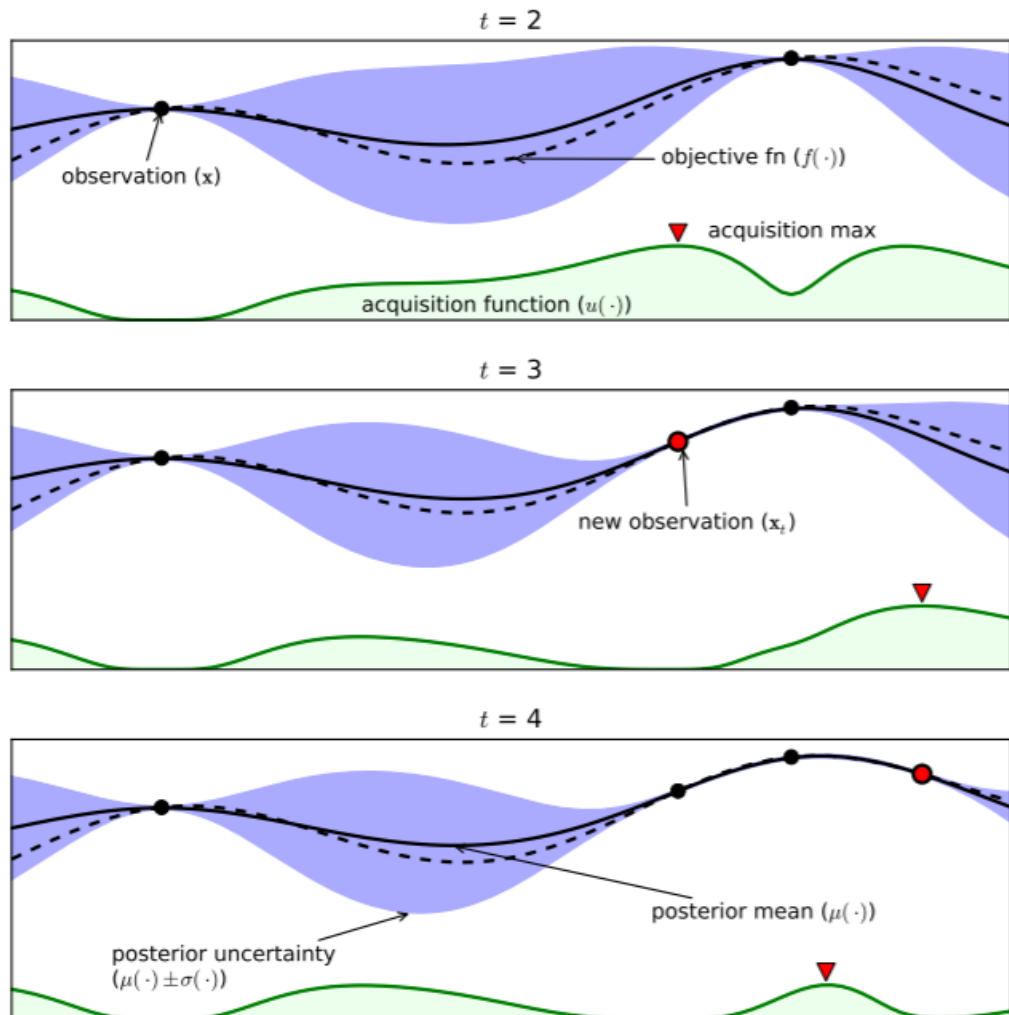 t = 2
observation (x)
objective fn (f(·))
acquisition max
acquisition function (u(·))
t = 3
new observation (xₜ)
t = 4
posterior mean (μ(·))
posterior uncertainty
(μ(·)±σ(·))